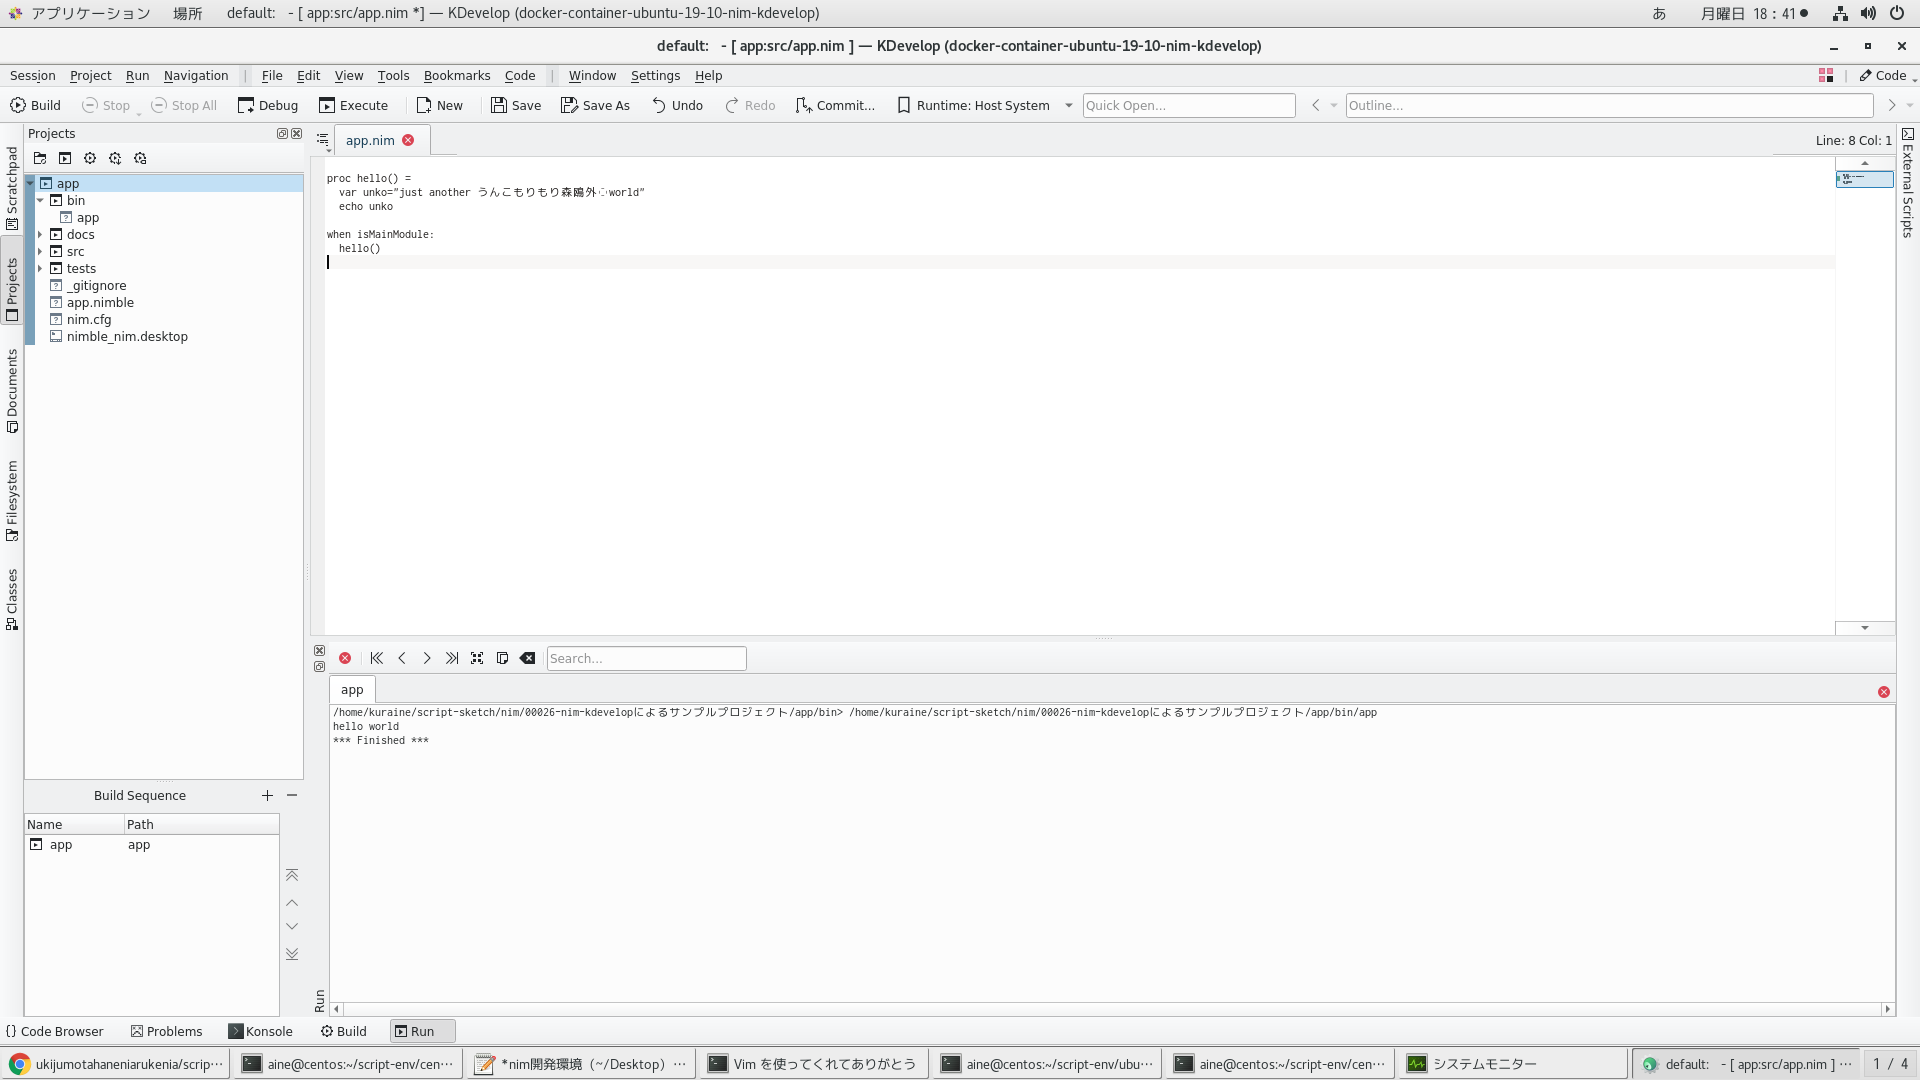 アプリケーション 場所 default: - [ app:src/app.nim *] — KDevelop (docker-container-ubuntu-19-10-nim-kdevelop) あ 月曜日 18：41
default: - [ app:src/app.nim ] — KDevelop (docker-container-ubuntu-19-10-nim-kdevelop)
Session Project Run Navigation File Edit View Tools Bookmarks Code Window Settings Help Code
Build Stop Stop All Debug Execute New Save Save As Undo Redo Commit... Runtime: Host System Quick Open... Outline...
Projects
app.nim
Line: 8 Col: 1
Scratchpad
Projects
Documents
Filesystem
Classes
External Scripts
app
bin
app
docs
src
tests
_gitignore
app.nimble
nim.cfg
nimble_nim.desktop
proc hello() =
var unko="just another うんこもりもり森鴎外 world"
echo unko
when isMainModule:
hello()
Search...
app
/home/kuraine/script-sketch/nim/00026-nim-kdevelopによるサンプルプロジェクト/app/bin> /home/kuraine/script-sketch/nim/00026-nim-kdevelopによるサンプルプロジェクト/app/bin/app
hello world
*** Finished ***
Build Sequence
Name Path
app app
Run
Code Browser Problems Konsole Build Run
ukijumotahaneniarukenia/scrip… aine@centos:~/script-env/cen… *nim開発環境（~/Desktop）… Vim を使ってくれてありがとう aine@centos:~/script-env/ubu… aine@centos:~/script-env/cen… システムモニター default: - [ app:src/app.nim ] … 1 / 4